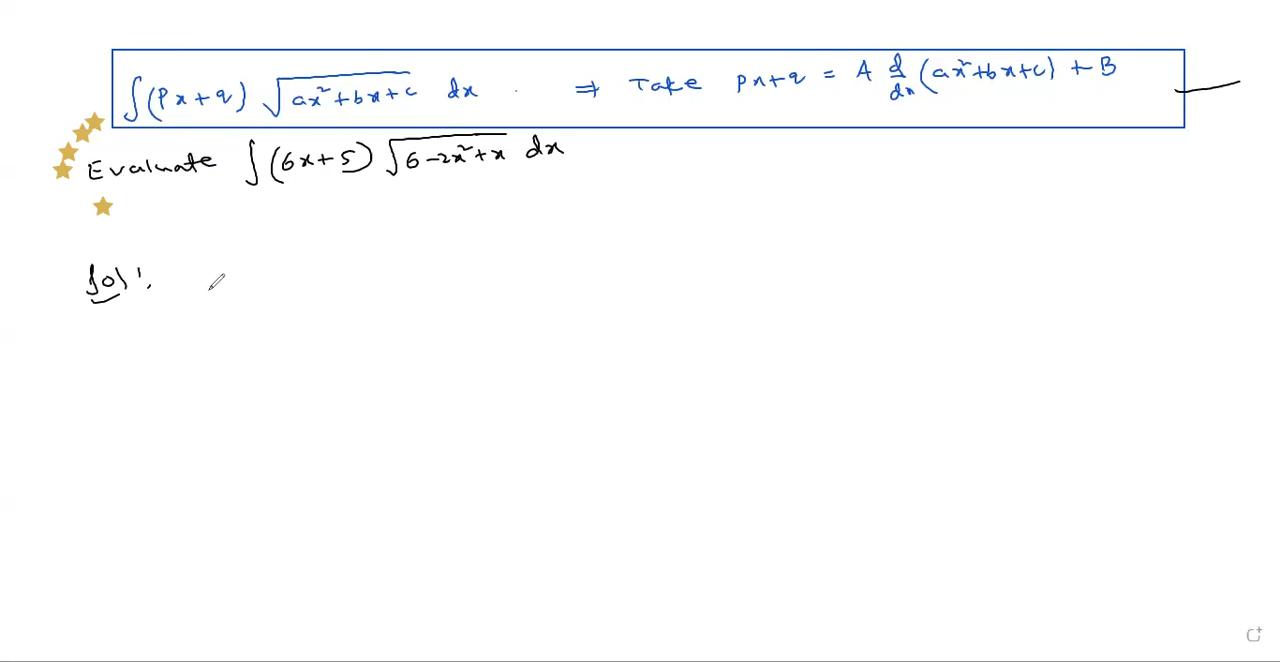 ∫(Px+q) √(ax²+bx+c) dx . ⇒ Take px+q = A d/dx (ax²+bx+c) + B
Evaluate ∫(6x+5) √(6-2x²+x) dx
Sol: